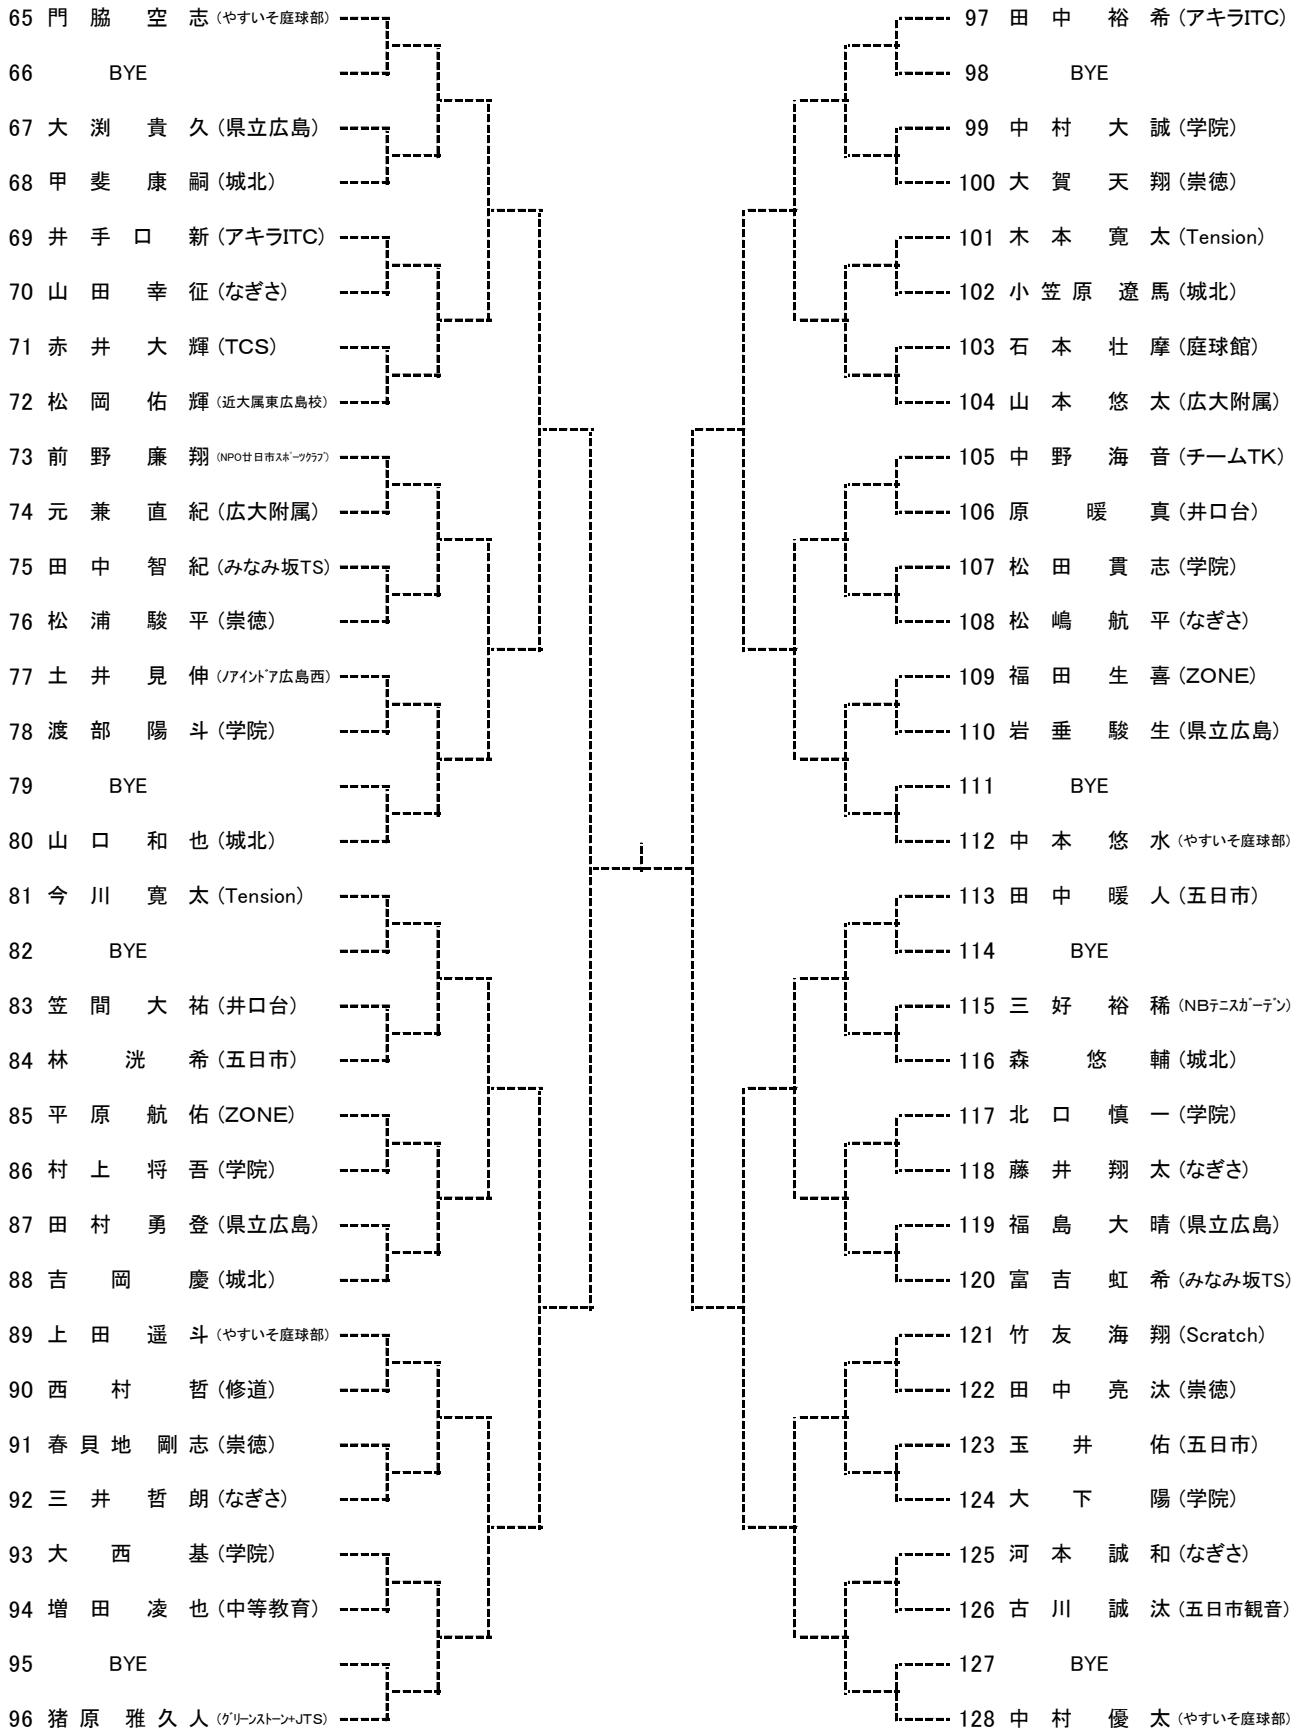 65 門脇 空志 (やすいそ庭球部)
66 BYE
67 大渕 貴久 (県立広島)
68 甲斐 康嗣 (城北)
69 井手口 新 (アキラITC)
70 山田 幸征 (なぎさ)
71 赤井 大輝 (TCS)
72 松岡 佑輝 (近大属東広島校)
73 前野 廉翔 (NPO廿日市ｽﾎﾟｰﾂｸﾗﾌﾞ)
74 元兼 直紀 (広大附属)
75 田中 智紀 (みなみ坂TS)
76 松浦 駿平 (崇徳)
77 土井 見伸 (ﾉｱｲﾝﾄﾞｱ広島西)
78 渡部 陽斗 (学院)
79 BYE
80 山口 和也 (城北)
81 今川 寛太 (Tension)
82 BYE
83 笠間 大祐 (井口台)
84 林 洸希 (五日市)
85 平原 航佑 (ZONE)
86 村上 将吾 (学院)
87 田村 勇登 (県立広島)
88 吉岡 慶 (城北)
89 上田 遥斗 (やすいそ庭球部)
90 西村 哲 (修道)
91 春貝地 剛志 (崇徳)
92 三井 哲朗 (なぎさ)
93 大西 基 (学院)
94 増田 凌也 (中等教育)
95 BYE
96 猪原 雅久人 (ｸﾞﾘｰﾝｽﾄｰﾝ+JTS)
97 田中 裕希 (アキラITC)
98 BYE
99 中村 大誠 (学院)
100 大賀 天翔 (崇徳)
101 木本 寛太 (Tension)
102 小笠原 遼馬 (城北)
103 石本 壮摩 (庭球館)
104 山本 悠太 (広大附属)
105 中野 海音 (チームTK)
106 原 暖真 (井口台)
107 松田 貫志 (学院)
108 松嶋 航平 (なぎさ)
109 福田 生喜 (ZONE)
110 岩垂 駿生 (県立広島)
111 BYE
112 中本 悠水 (やすいそ庭球部)
113 田中 暖人 (五日市)
114 BYE
115 三好 裕稀 (NBﾃﾆｽｶﾞｰﾃﾞﾝ)
116 森 悠輔 (城北)
117 北口 慎一 (学院)
118 藤井 翔太 (なぎさ)
119 福島 大晴 (県立広島)
120 富吉 虹希 (みなみ坂TS)
121 竹友 海翔 (Scratch)
122 田中 亮汰 (崇徳)
123 玉井 佑 (五日市)
124 大下 陽 (学院)
125 河本 誠和 (なぎさ)
126 古川 誠汰 (五日市観音)
127 BYE
128 中村 優太 (やすいそ庭球部)